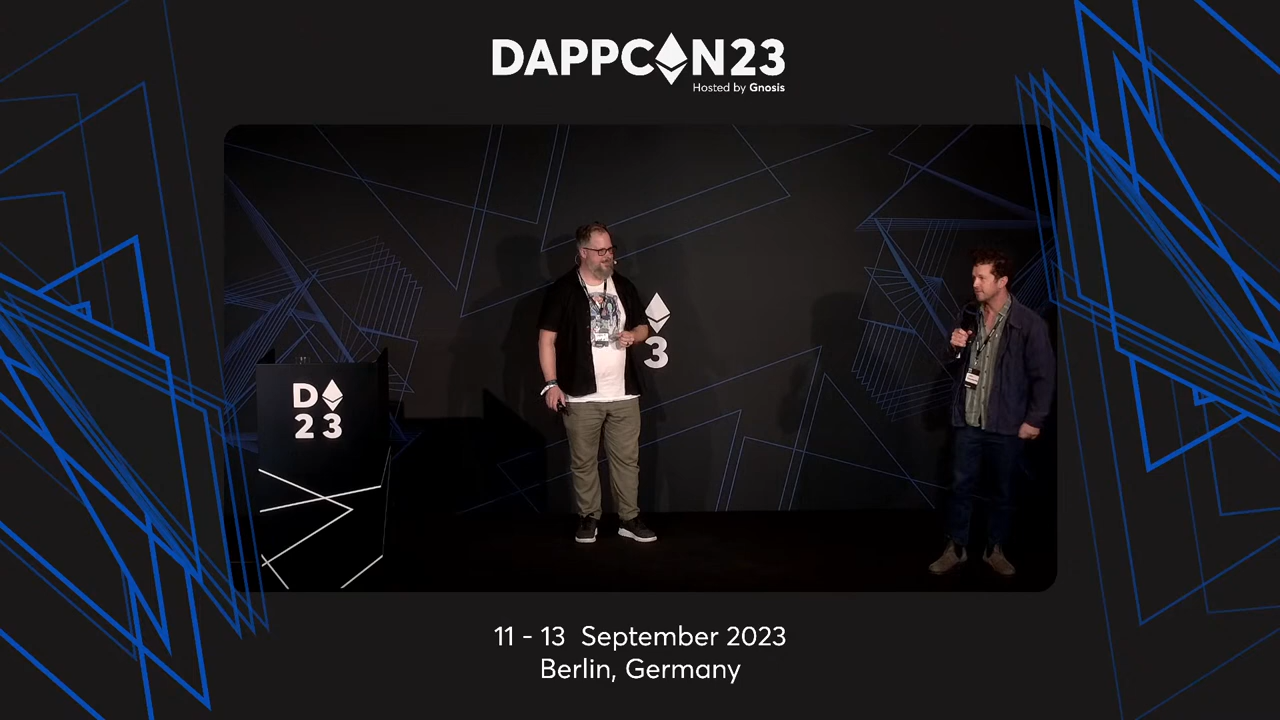 DAPPCON23
Hosted by Gnosis
D
23
3
11 - 13 September 2023
Berlin, Germany